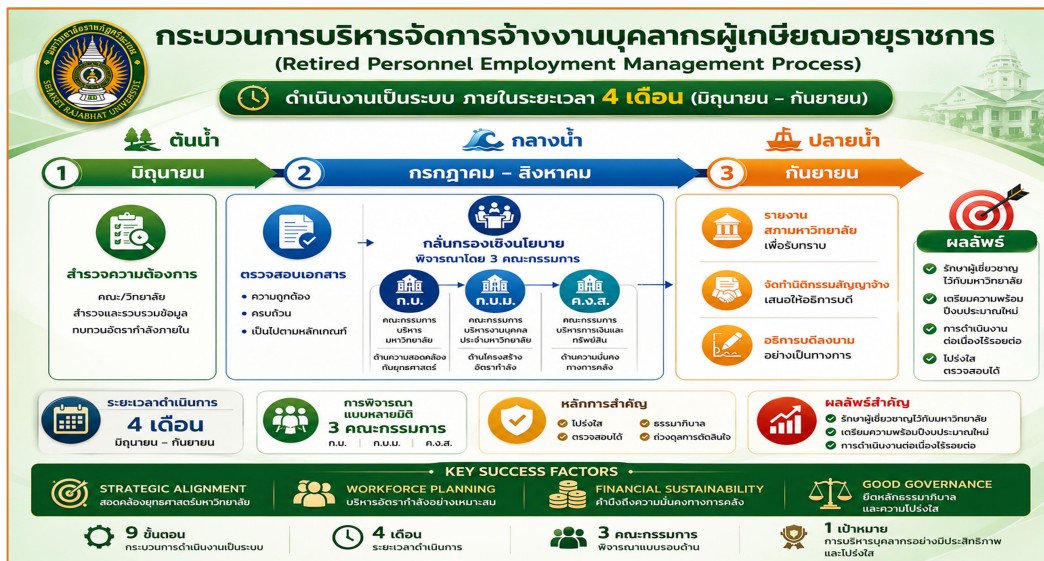 มหาวิทยาลัยราชภัฏศรีสะเกษ
SISAKET RAJABHAT UNIVERSITY
กระบวนการบริหารจัดการจ้างงานบุคลากรผู้เกษียณอายุราชการ
(Retired Personnel Employment Management Process)
ดำเนินงานเป็นระบบ ภายในระยะเวลา 4 เดือน (มิถุนายน – กันยายน)
ต้นน้ำ
กลางน้ำ
ปลายน้ำ
1 มิถุนายน
2 กรกฎาคม – สิงหาคม
3 กันยายน
สำรวจความต้องการ
คณะ/วิทยาลัย
สำรวจและรวบรวมข้อมูล
ทบทวนอัตรากำลังภายใน
ตรวจสอบเอกสาร
• ความถูกต้อง
• ครบถ้วน
• เป็นไปตามหลักเกณฑ์
กลั่นกรองเชิงนโยบาย
พิจารณาโดย 3 คณะกรรมการ
ก.บ.
คณะกรรมการ
บริหาร
มหาวิทยาลัย
ด้านความสอดคล้อง
กับยุทธศาสตร์
ก.บ.ม.
คณะกรรมการ
บริหารงานบุคคล
ประจำมหาวิทยาลัย
ด้านโครงสร้าง
อัตรากำลัง
ค.ง.ส.
คณะกรรมการ
บริหารการเงินและ
ทรัพย์สิน
ด้านความมั่นคง
ทางการคลัง
รายงาน
สภามหาวิทยาลัย
เพื่อรับทราบ
จัดทำนิติกรรมสัญญาจ้าง
เสนอให้อธิการบดี
อธิการบดีลงนาม
อย่างเป็นทางการ
ผลลัพธ์
รักษาผู้เชี่ยวชาญ
ไว้กับมหาวิทยาลัย
เตรียมความพร้อม
ปีงบประมาณใหม่
การดำเนินงาน
ต่อเนื่องไร้รอยต่อ
โปร่งใส
ตรวจสอบได้
ระยะเวลาดำเนินการ
4 เดือน
มิถุนายน – กันยายน
การพิจารณา
แบบหลายมิติ
3 คณะกรรมการ
ก.บ. | ก.บ.ม. | ค.ง.ส.
หลักการสำคัญ
โปร่งใส
ธรรมาภิบาล
ตรวจสอบได้
ถ่วงดุลการตัดสินใจ
ผลลัพธ์สำคัญ
รักษาผู้เชี่ยวชาญไว้กับมหาวิทยาลัย
เตรียมความพร้อมปีงบประมาณใหม่
การดำเนินงานต่อเนื่องไร้รอยต่อ
KEY SUCCESS FACTORS
STRATEGIC ALIGNMENT
สอดคล้องยุทธศาสตร์มหาวิทยาลัย
WORKFORCE PLANNING
บริหารอัตรากำลังอย่างเหมาะสม
FINANCIAL SUSTAINABILITY
คำนึงถึงความมั่นคงทางการคลัง
GOOD GOVERNANCE
ยึดหลักธรรมาภิบาล
และความโปร่งใส
9 ขั้นตอน
กระบวนการดำเนินงานเป็นระบบ
4 เดือน
ระยะเวลาดำเนินการ
3 คณะกรรมการ
พิจารณาแบบรอบด้าน
1 เป้าหมาย
การบริหารบุคลากรอย่างมีประสิทธิภาพ
และโปร่งใส